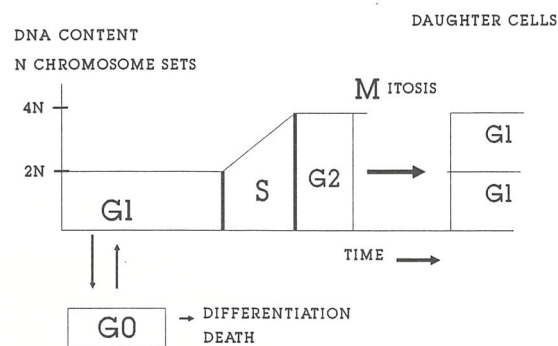 DAUGHTER CELLS
DNA CONTENT
N CHROMOSOME SETS
4N
MITOSIS
G1
2N
G1
S
G2
G1
TIME
G0
DIFFERENTIATION
DEATH